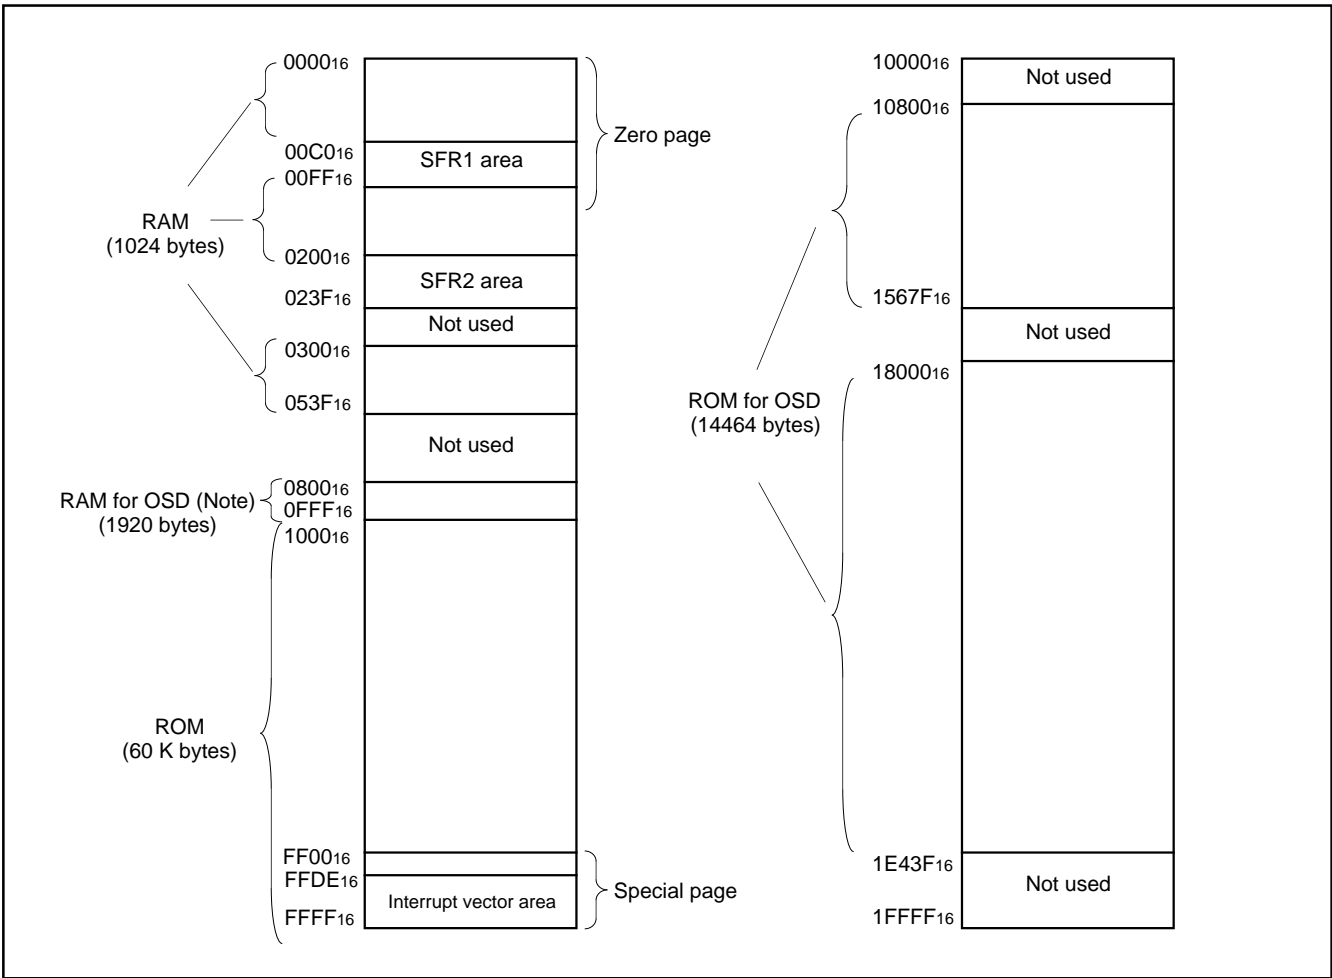 000016
00C016
SFR1 area
00FF16
Zero page
RAM
(1024 bytes)
020016
SFR2 area
023F16
Not used
030016
053F16
Not used
RAM for OSD (Note)
(1920 bytes)
080016
0FFF16
100016
ROM
(60 K bytes)
FF0016
FFDE16
Interrupt vector area
FFFF16
Special page
1000016
Not used
1080016
1567F16
Not used
1800016
ROM for OSD
(14464 bytes)
1E43F16
Not used
1FFFF16